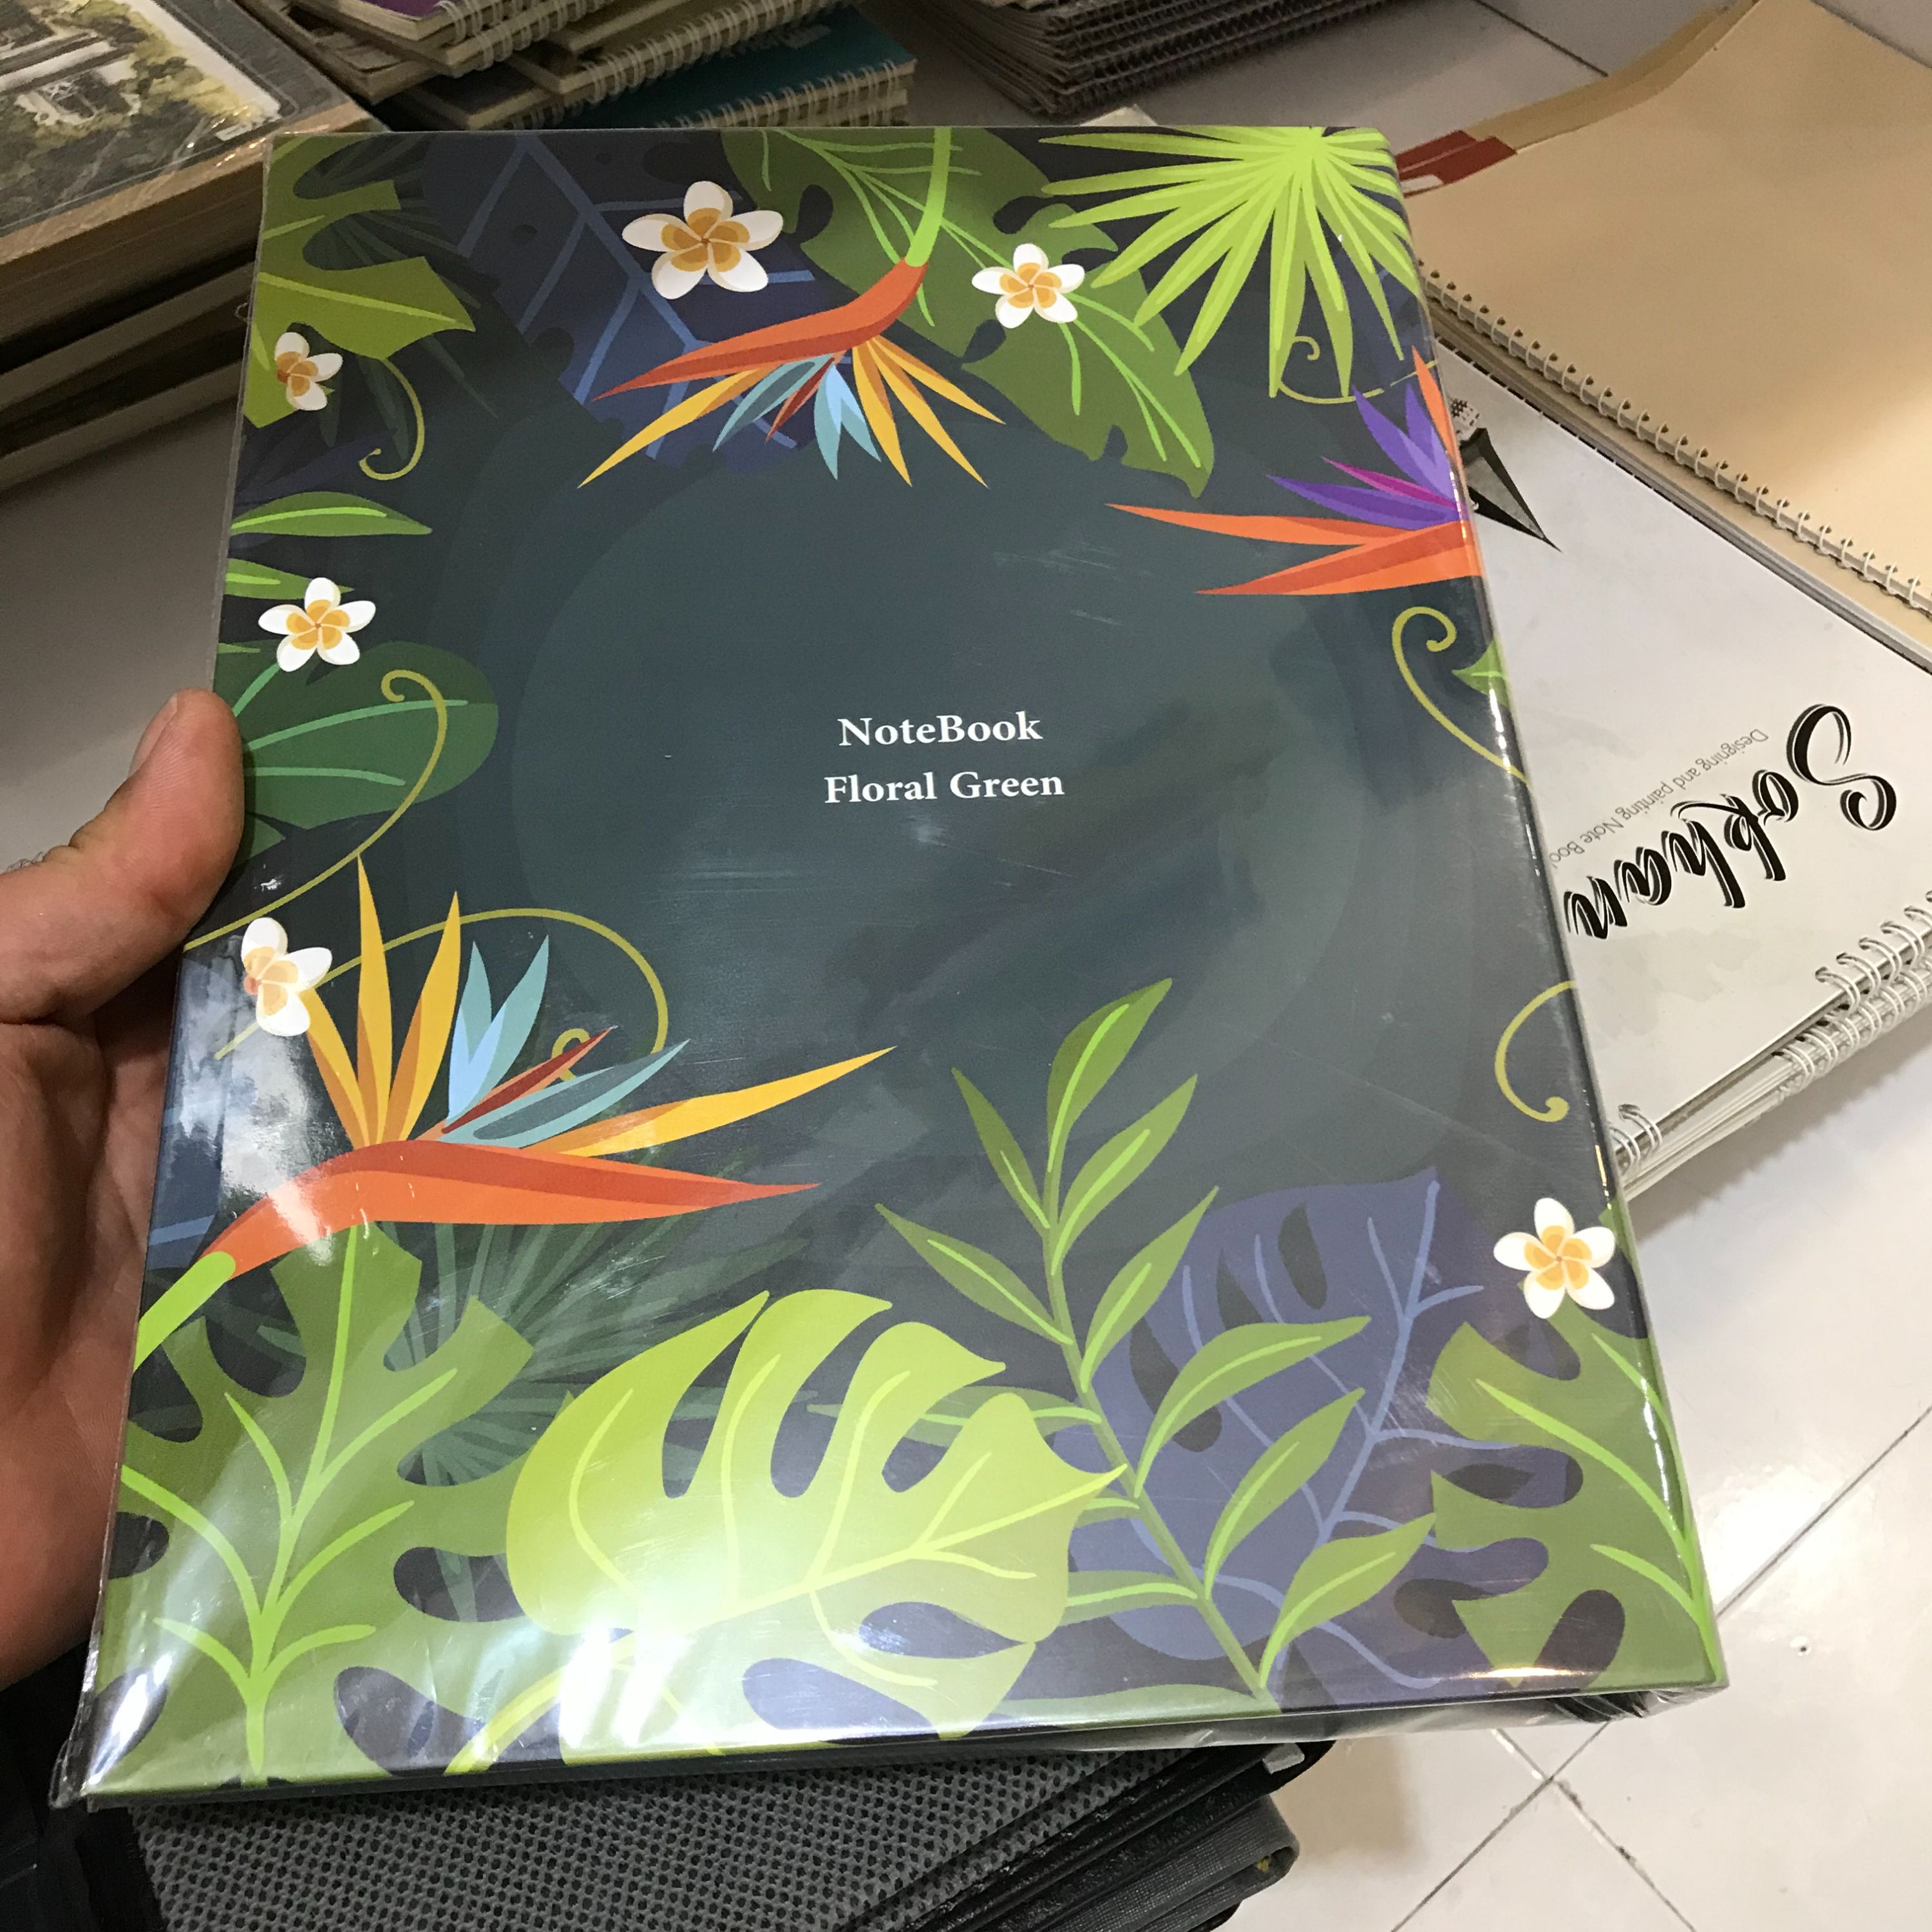 NoteBook
Floral Green
Sokhan
Designing and painting Note Boo